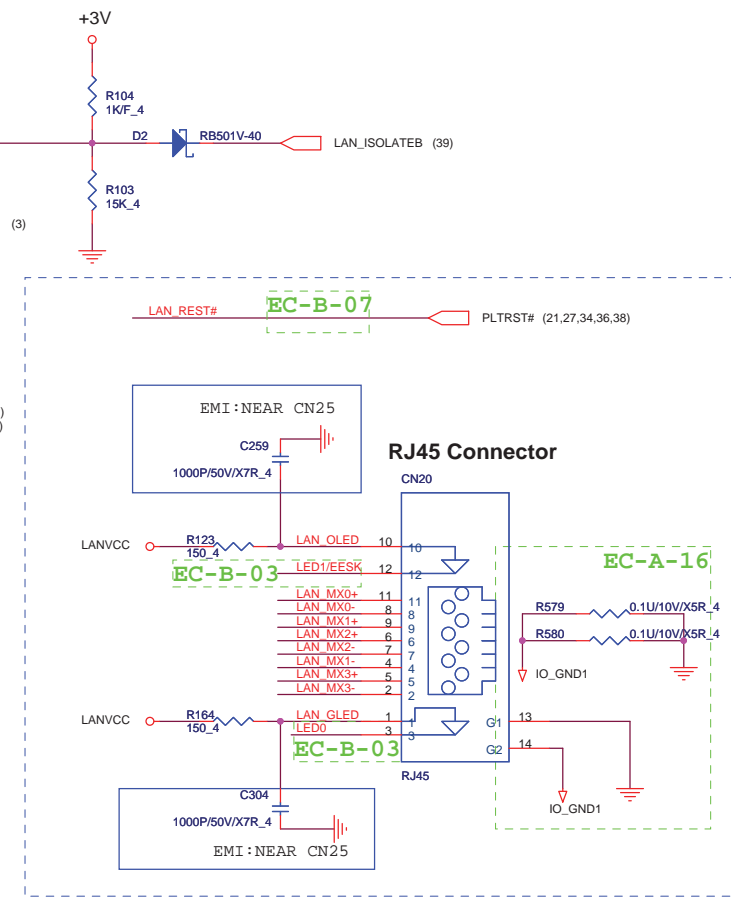 +3V
R104
1K/F_4
D2 RB501V-40 LAN_ISOLATEB (39)
R103
15K_4
(3)
LAN_REST# EC-B-07 PLTRST# (21,27,34,36,38)
)
)
EMI:NEAR CN25
C259
1000P/50V/X7R_4
RJ45 Connector
CN20
LANVCC R123 LAN_OLED 10 10
150_4
EC-B-03 LED1/EESK 12 12
EC-A-16
LAN_MX0+ 11 11
LAN_MX0- 8 8
LAN_MX1+ 9 9
LAN_MX2+ 6 6
LAN_MX2- 7 7
LAN_MX1- 4 4
LAN_MX3+ 5 5
LAN_MX3- 2 2
R579 0.1U/10V/X5R_4
R580 0.1U/10V/X5R_4
IO_GND1
LANVCC R164 LAN_GLED 1 1 G1 13
150_4
LED0 3 3
EC-B-03 G2 14
RJ45
IO_GND1
C304
1000P/50V/X7R_4
EMI:NEAR CN25